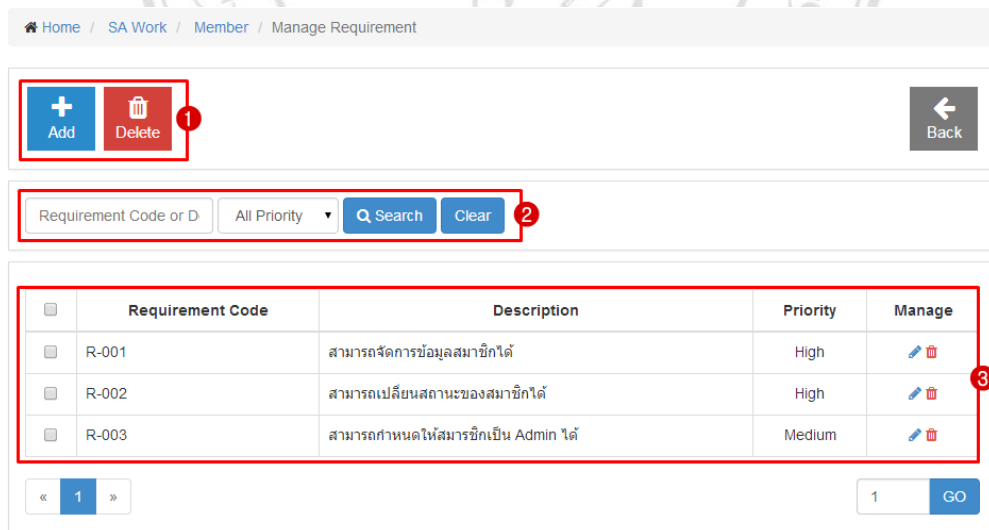 Home / SA Work / Member / Manage Requirement
Add Delete 1 Back
Requirement Code or D All Priority Search Clear 2
Requirement Code Description Priority Manage
R-001 สามารถจัดการข้อมูลสมาชิกได้ High
R-002 สามารถเปลี่ยนสถานะของสมาชิกได้ High
3
R-003 สามารถกำหนดให้สมารชิกเป็น Admin ได้ Medium
« 1 » 1 GO